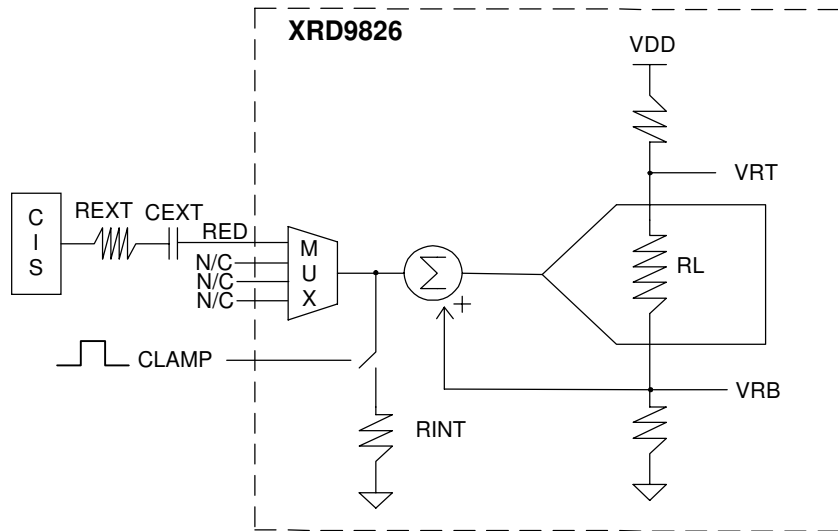 XRD9826
VDD
VRT
C
I
S
REXT
CEXT
RED
N/C
N/C
N/C
M
U
X
Σ
+
RL
CLAMP
VRB
RINT